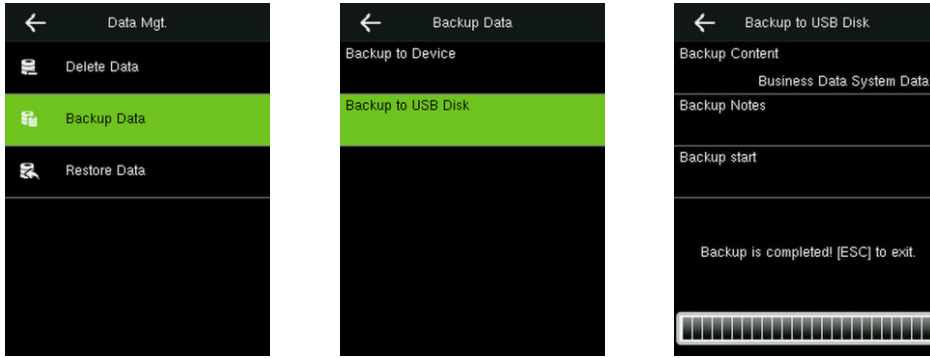 Data Mgt.
Delete Data
Backup Data
Restore Data
Backup Data
Backup to Device
Backup to USB Disk
Backup to USB Disk
Backup Content
Business Data System Data
Backup Notes
Backup start
Backup is completed! [ESC] to exit.